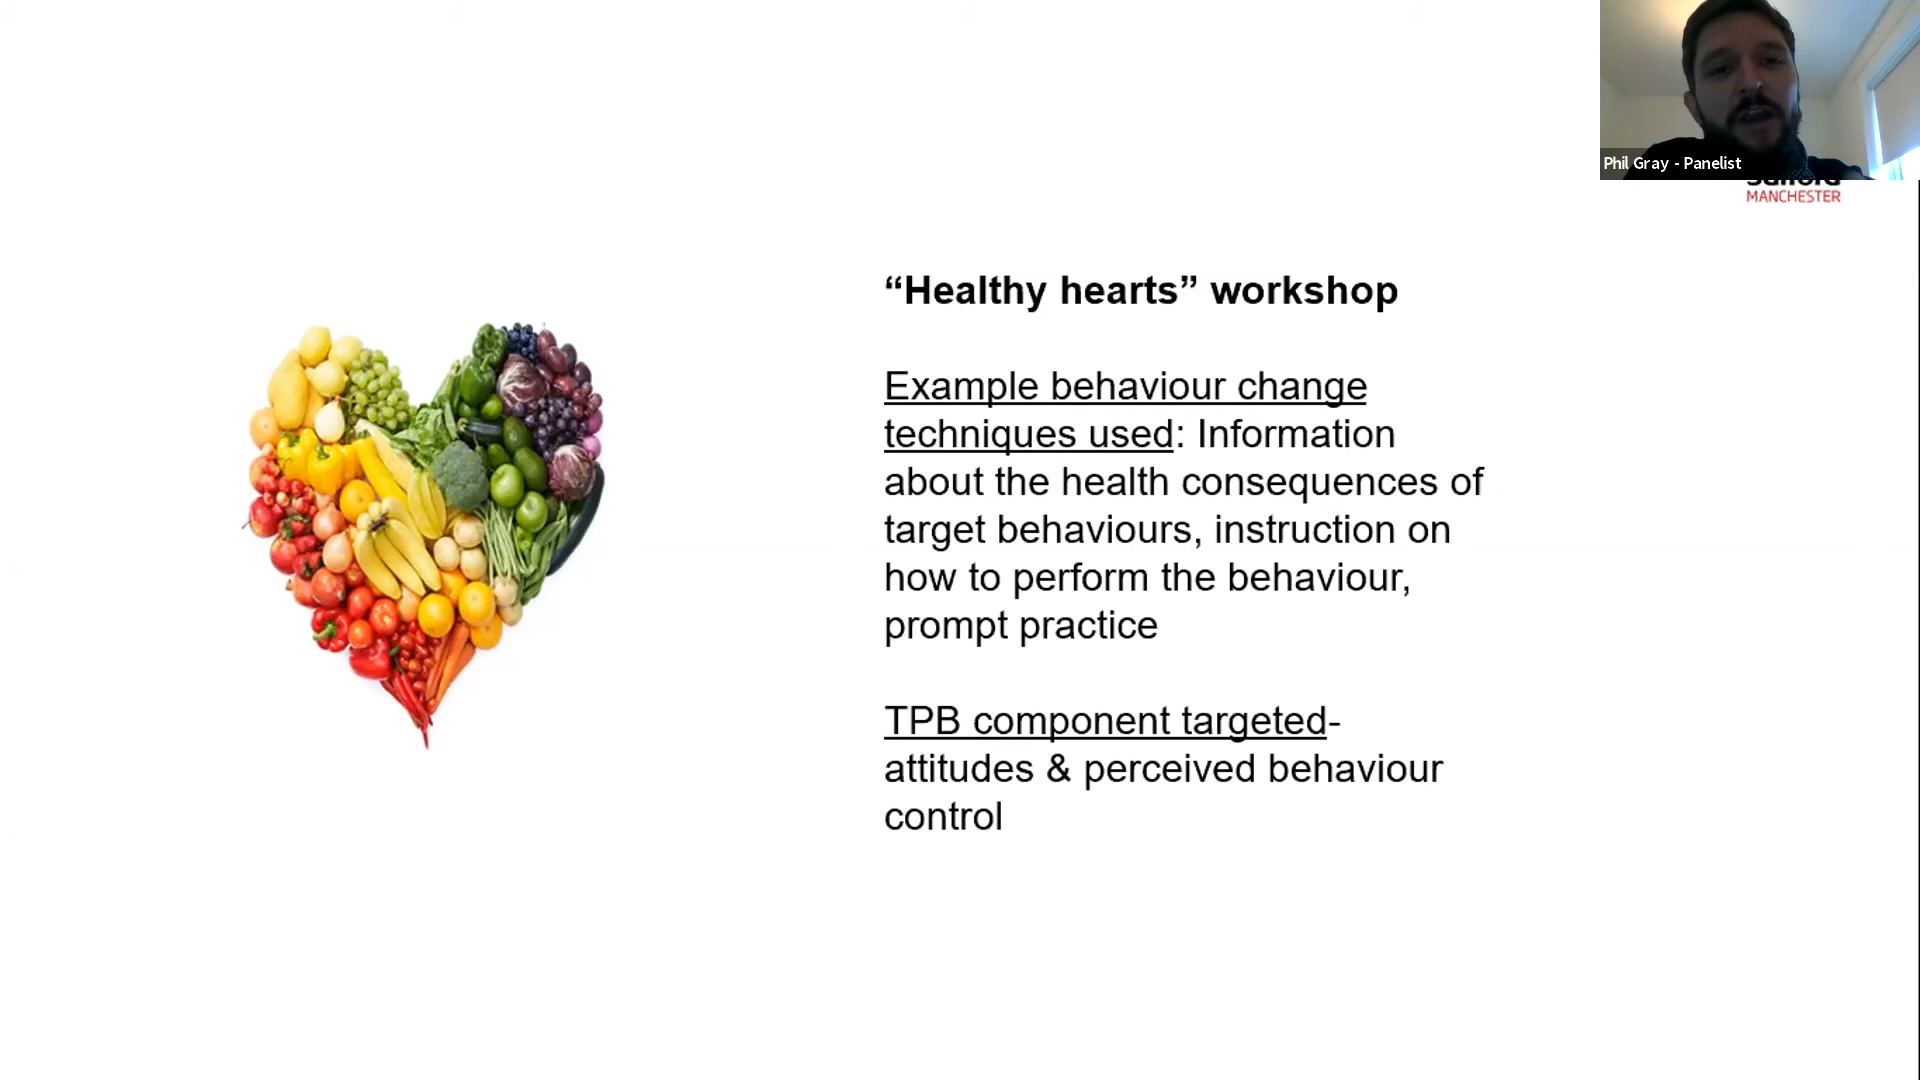 Phil Gray - Panelist
MANCHESTER
“Healthy hearts” workshop
Example behaviour change
techniques used: Information
about the health consequences of
target behaviours, instruction on
how to perform the behaviour,
prompt practice
TPB component targeted-
attitudes & perceived behaviour
control